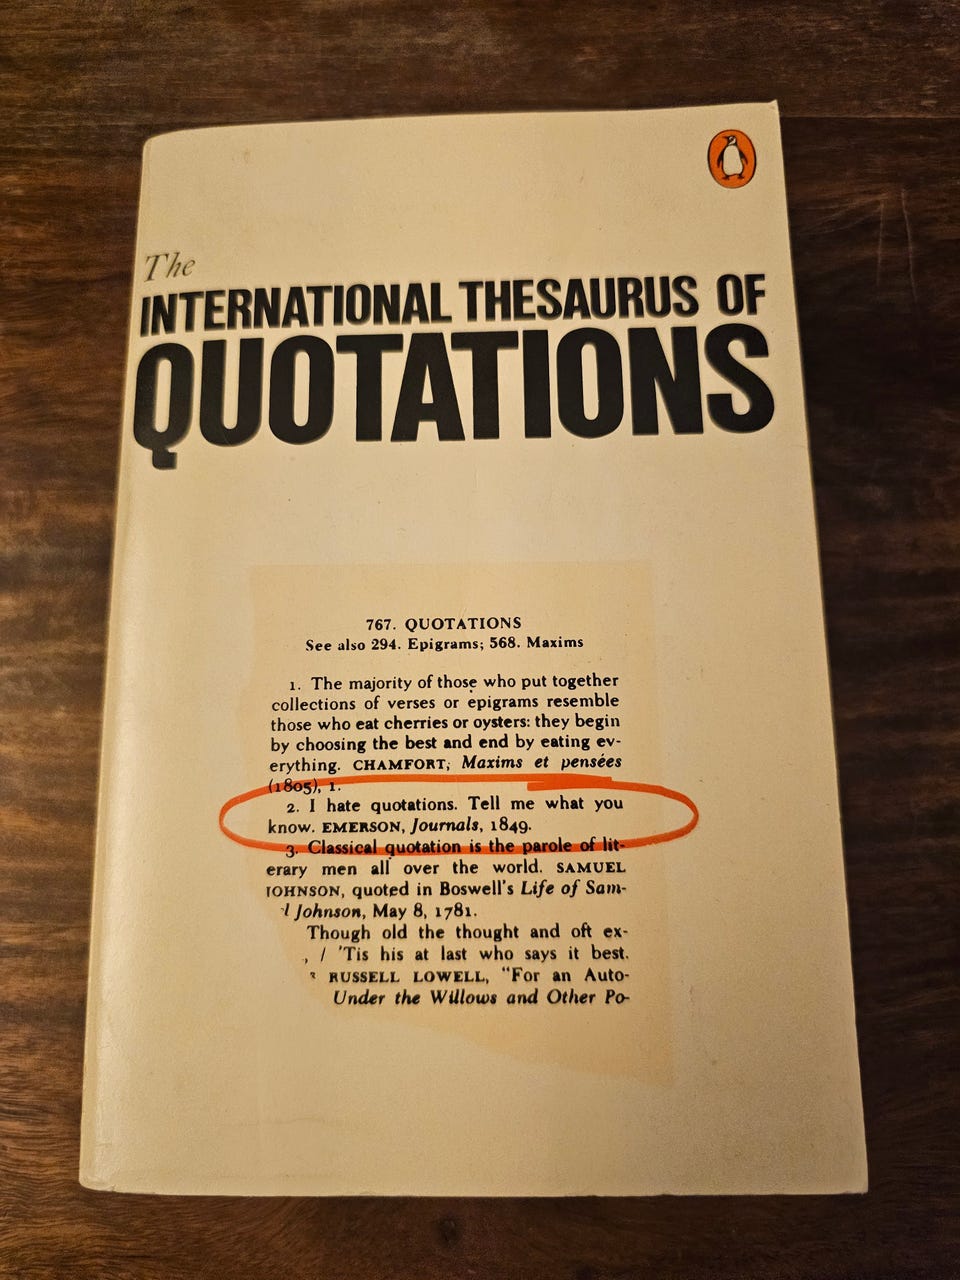 The
INTERNATIONAL THESAURUS OF
QUOTATIONS
767. QUOTATIONS
See also 294. Epigrams; 568. Maxims
1. The majority of those who put together
collections of verses or epigrams resemble
those who eat cherries or oysters: they begin
by choosing the best and end by eating ev-
erything. CHAMFORT, Maxims et pensées
(1805), 1.
2. I hate quotations. Tell me what you
know. EMERSON, Journals, 1849.
3. Classical quotation is the parole of lit-
erary men all over the world. SAMUEL
JOHNSON, quoted in Boswell's Life of Sam-
l Johnson, May 8, 1781.
Though old the thought and oft ex-
, / 'Tis his at last who says it best.
RUSSELL LOWELL, "For an Auto-
Under the Willows and Other Po-